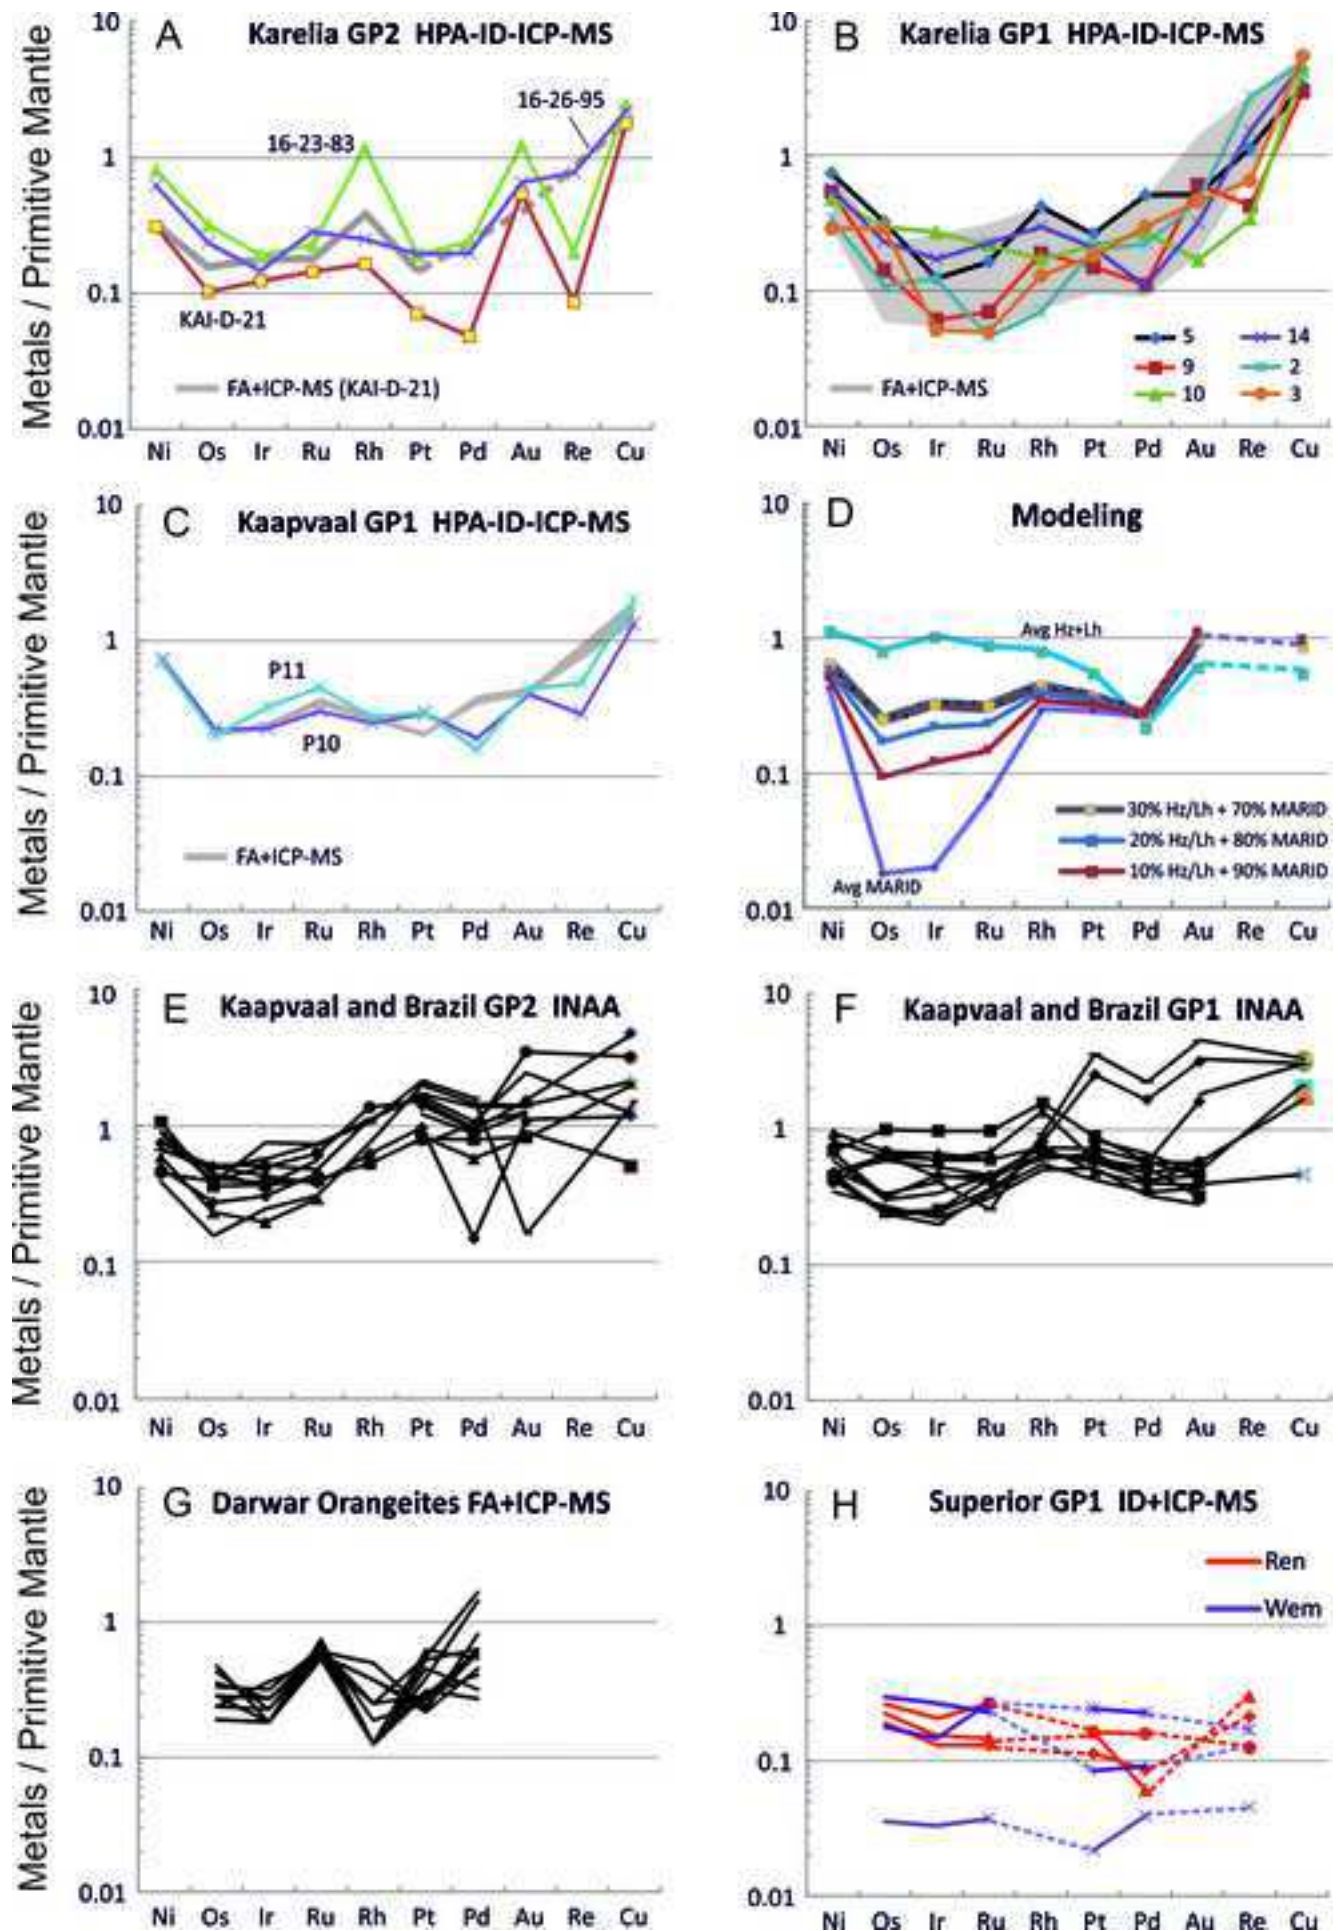 Metals / Primitive Mantle
A Karelia GP2 HPA-ID-ICP-MS
10
1
0.1
0.01
16-26-95
16-23-83
KAI-D-21
FA+ICP-MS (KAI-D-21)
Ni Os Ir Ru Rh Pt Pd Au Re Cu
B Karelia GP1 HPA-ID-ICP-MS
10
1
0.1
0.01
5 14
9 2
10 3
FA+ICP-MS
Ni Os Ir Ru Rh Pt Pd Au Re Cu
Metals / Primitive Mantle
C Kaapvaal GP1 HPA-ID-ICP-MS
10
1
0.1
0.01
P11
P10
FA+ICP-MS
Ni Os Ir Ru Rh Pt Pd Au Re Cu
D Modeling
10
1
0.1
0.01
Avg Hz+Lh
30% Hz/Lh + 70% MARID
20% Hz/Lh + 80% MARID
10% Hz/Lh + 90% MARID
Avg MARID
Ni Os Ir Ru Rh Pt Pd Au Re Cu
Metals / Primitive Mantle
E Kaapvaal and Brazil GP2 INAA
10
1
0.1
0.01
Ni Os Ir Ru Rh Pt Pd Au Re Cu
F Kaapvaal and Brazil GP1 INAA
10
1
0.1
0.01
Ni Os Ir Ru Rh Pt Pd Au Re Cu
Metals / Primitive Mantle
G Darwar Orangeites FA+ICP-MS
10
1
0.1
0.01
Ni Os Ir Ru Rh Pt Pd Au Re Cu
H Superior GP1 ID+ICP-MS
10
1
0.1
0.01
Ren
Wem
Ni Os Ir Ru Rh Pt Pd Au Re Cu